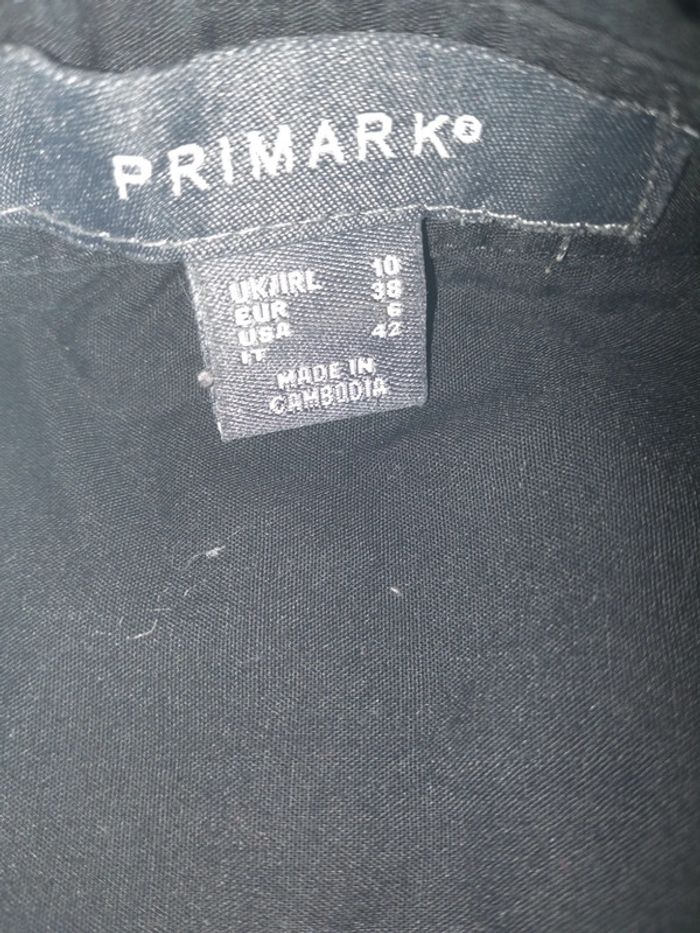 PRIMARK®
UK/IRL 10
EUR 38
USA 6
IT 42
MADE IN
CAMBODIA